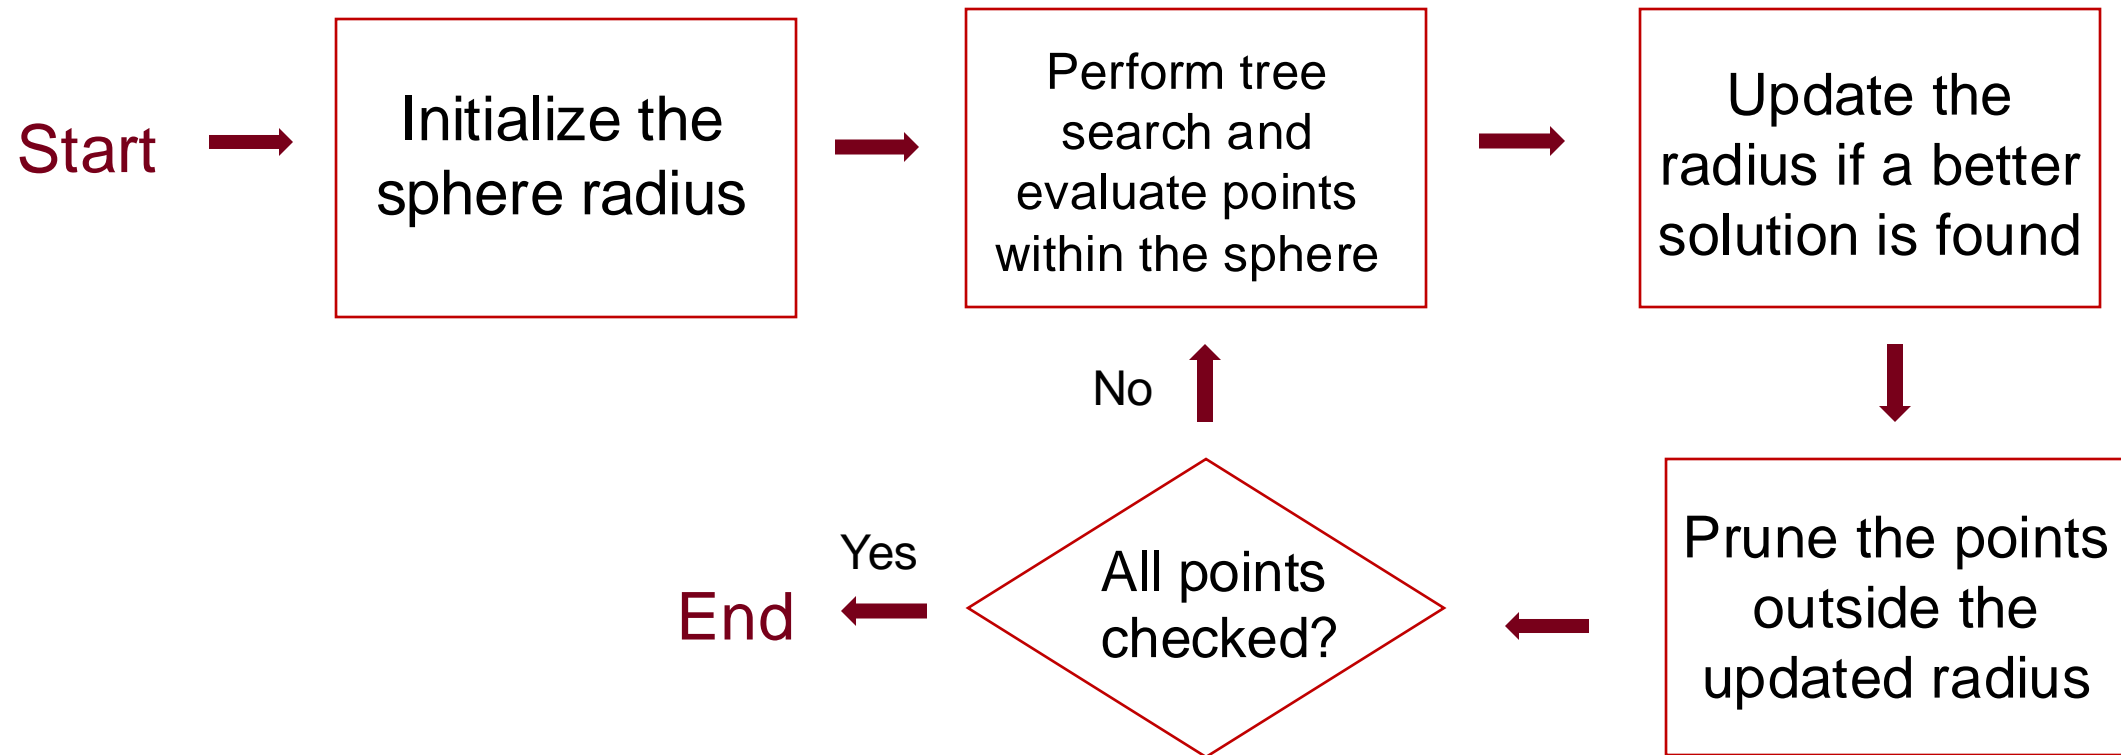 Start
Initialize the
sphere radius
Perform tree
search and
evaluate points
within the sphere
Update the
radius if a better
solution is found
Prune the points
outside the
updated radius
All points
checked?
No
Yes
End